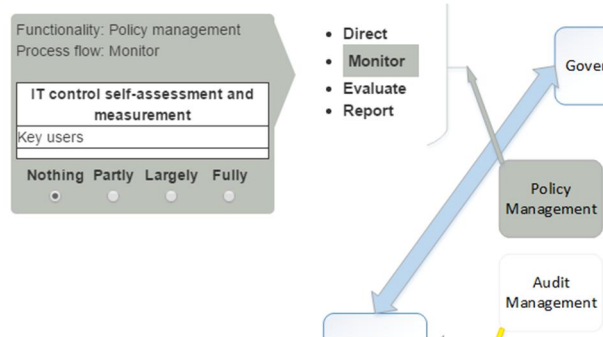 Functionality: Policy management
Process flow: Monitor
IT control self-assessment and
measurement
Key users
Nothing Partly Largely Fully
• Direct
• Monitor
• Evaluate
• Report
Gover
Policy
Management
Audit
Management